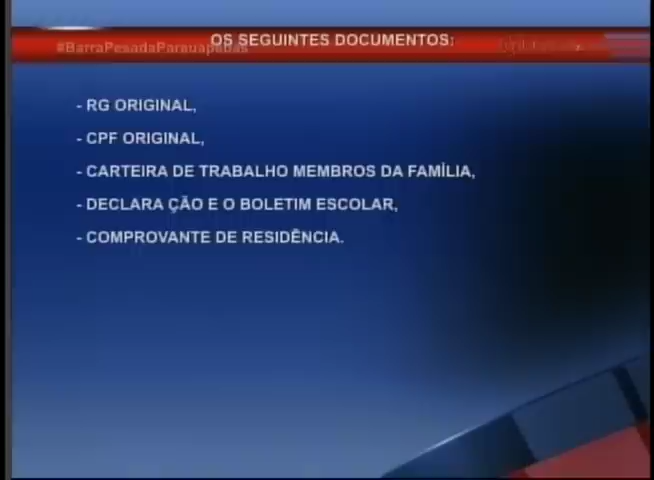 OS SEGUINTES DOCUMENTOS:
#BarraPesadaParauapebas
- RG ORIGINAL,
- CPF ORIGINAL,
- CARTEIRA DE TRABALHO MEMBROS DA FAMÍLIA,
- DECLARA ÇÃO E O BOLETIM ESCOLAR,
- COMPROVANTE DE RESIDÊNCIA.